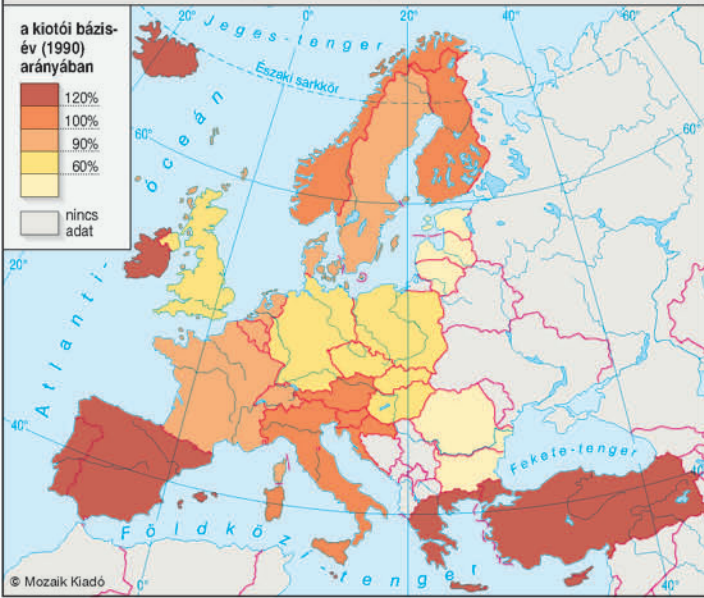 a kiotói bázis-
év (1990)
arányában
120%
100%
90%
60%
nincs
adat
20°
0°
20°
40°
60°
Jeges-tenger
Északi sarkkör
60°
60°
20°
Atlanti-óceán
40°
40°
Fekete-tenger
Földközi-tenger
© Mozaik Kiadó
0°
40°